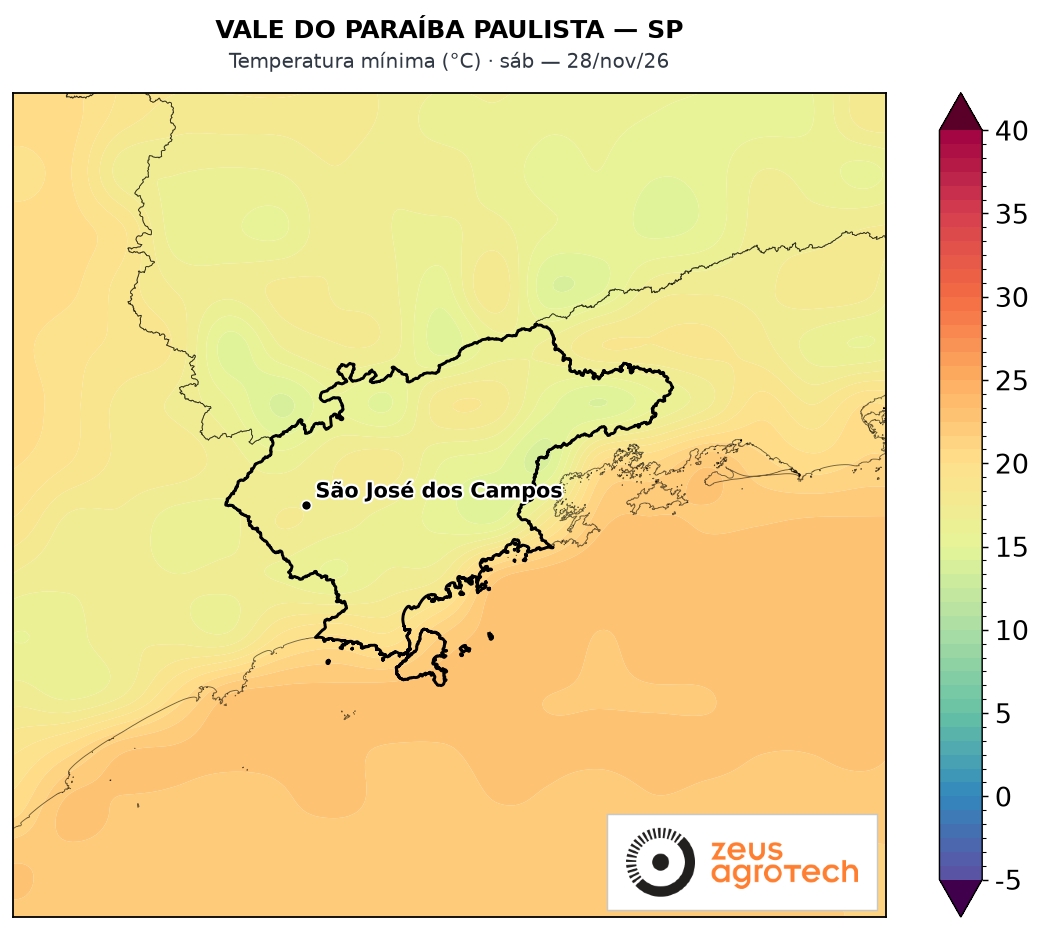 VALE DO PARAÍBA PAULISTA — SP
Temperatura mínima (°C) · sáb — 28/nov/26
São José dos Campos
40
35
30
25
20
15
10
5
0
-5
zeus
agrotech